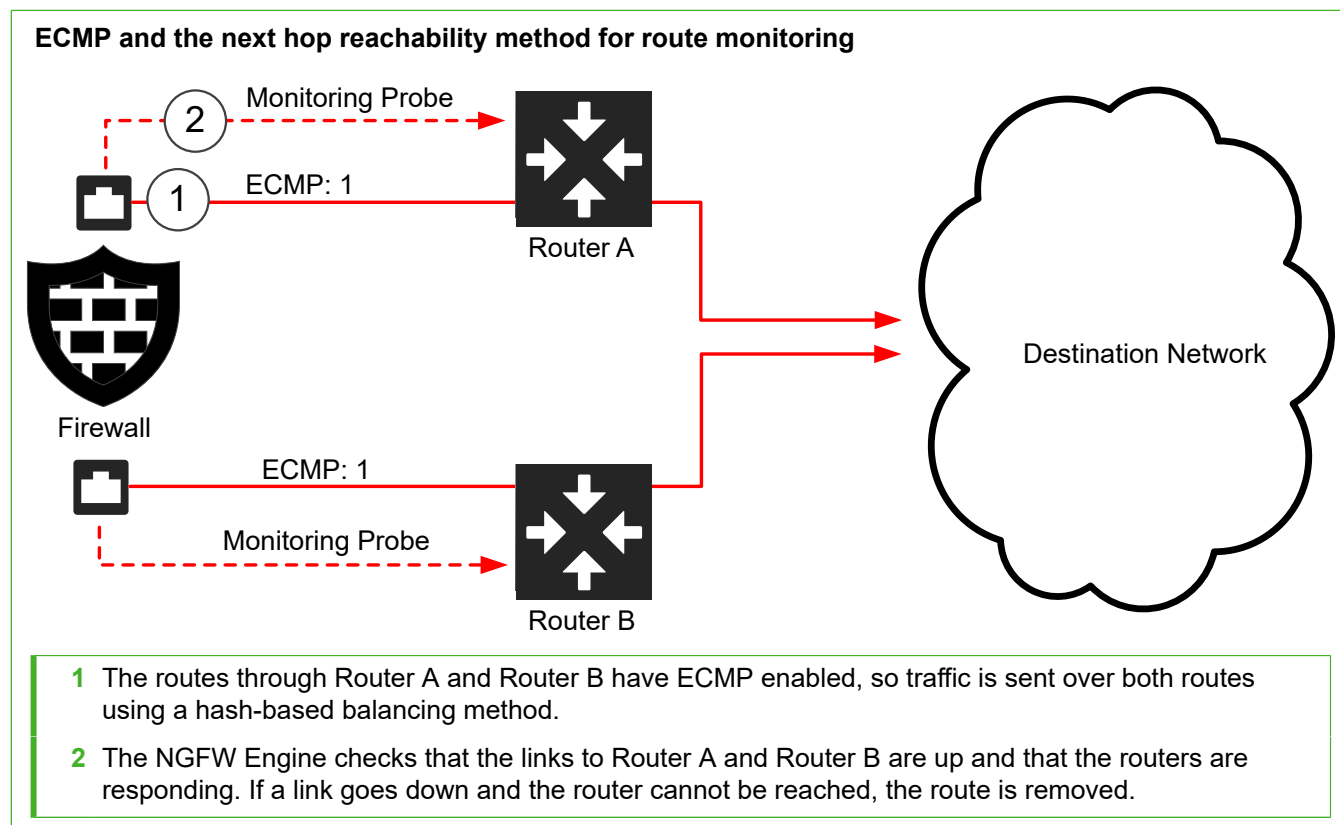 ECMP and the next hop reachability method for route monitoring
2
Monitoring Probe
1
ECMP: 1
Router A
Firewall
Destination Network
ECMP: 1
Monitoring Probe
Router B
1 The routes through Router A and Router B have ECMP enabled, so traffic is sent over both routes
using a hash-based balancing method.
2 The NGFW Engine checks that the links to Router A and Router B are up and that the routers are
responding. If a link goes down and the router cannot be reached, the route is removed.